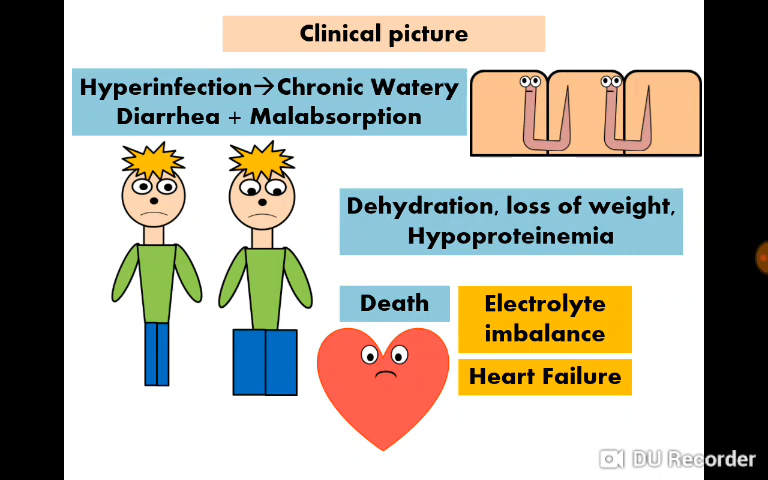 Clinical picture
Hyperinfection→Chronic Watery
Diarrhea + Malabsorption
Dehydration, loss of weight,
Hypoproteinemia
Death
Electrolyte
imbalance
Heart Failure
DU Recorder